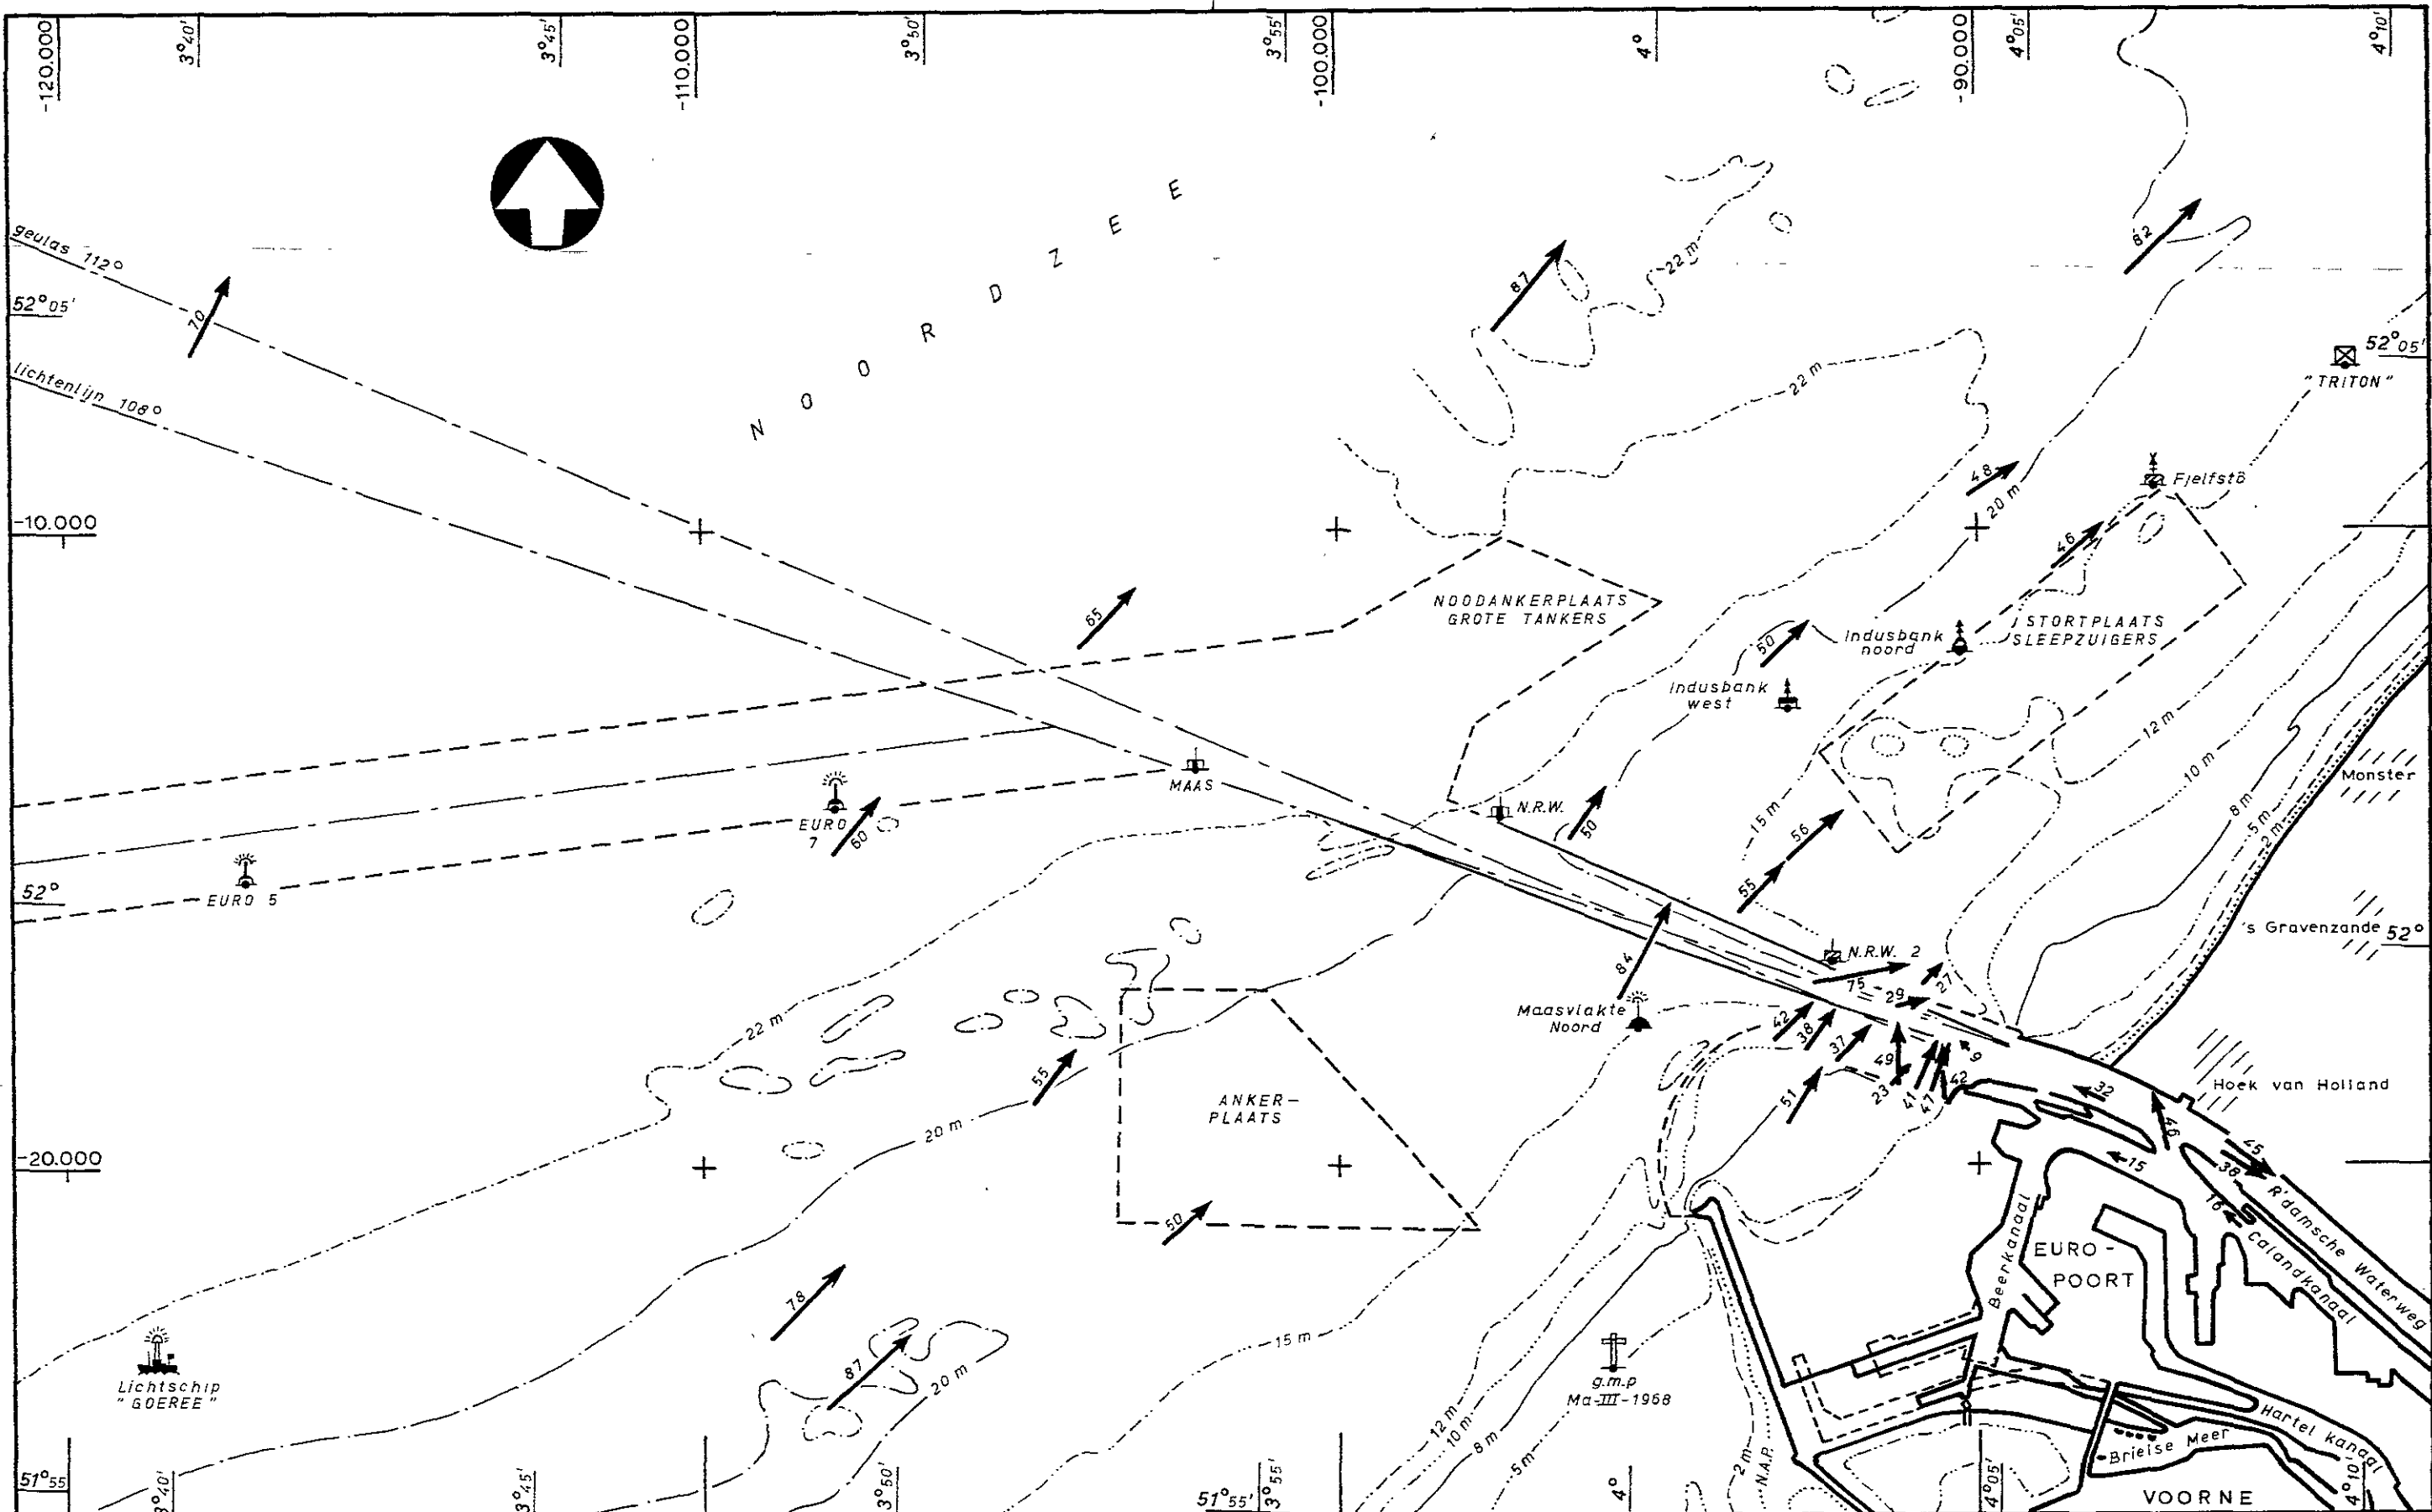 -120.000
3°40'
3°45'
-110.000
3°50'
3°55'
-100.000
4°
-90.000
4°05'
4°10'
NOORDZEE
geulas 112°
52°05'
lichtenlijn 108°
70
87
82
22 m
22 m
52°05'
"TRITON"
48
20 m
Fjelfstß
-10.000
46
65
NOODANKERPLAATS
GROTE TANKERS
50
Indusbank
noord
STORTPLAATS
SLEEPZUIGERS
Indusbank
west
12 m
10 m
8 m
5 m
2 m
Monster
MAAS
EURO
7
60
N.R.W.
50
15 m
56
55
EURO 5
52°
's Gravenzande
52°
84
N.R.W. 2
75
29
27
Maasvlakte
Noord
42
38
37
49
23
41
47
42
9
51
22 m
55
20 m
ANKER-
PLAATS
32
Hoek van Holland
46
45
38
15
16
-20.000
50
R'damsche Waterweg
Calandkanaal
Beerkanaal
EURO-
POORT
78
87
20 m
15 m
Lichtschip
"GOEREE"
g.m.p
Ma-III-1968
12 m
10 m
8 m
5 m
2 m
N.A.P.
Hartel kanaal
Brielse Meer
VOORNE
51°55
3°40'
3°45'
3°50'
51°55'
3°55'
4°
4°05'
4°10'